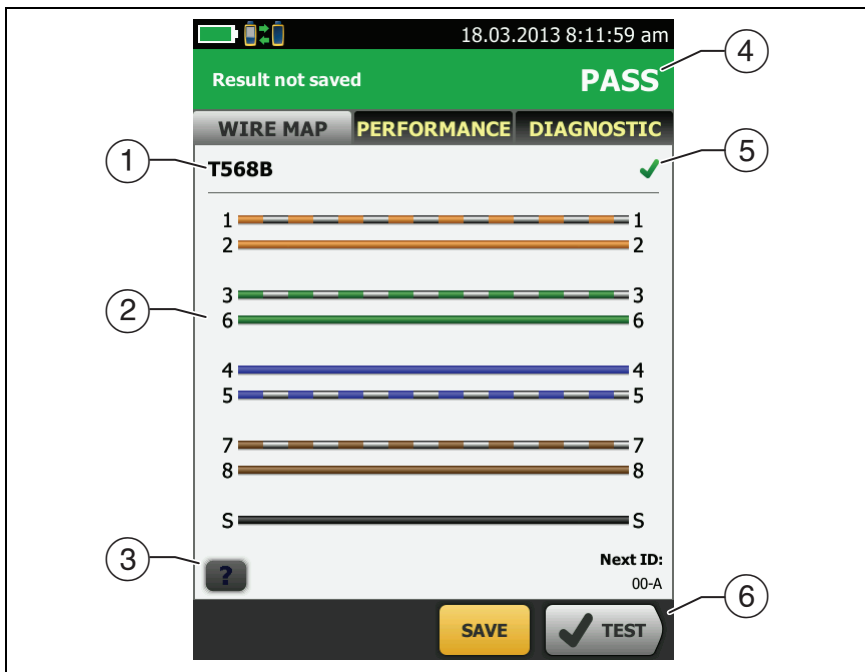 18.03.2013 8:11:59 am
4
Result not saved PASS
WIRE MAP PERFORMANCE DIAGNOSTIC
5
1
T568B
1 1
2 2
3 3
2
6 6
4 4
5 5
7 7
8 8
S S
3
?
Next ID:
00-A
6
SAVE TEST